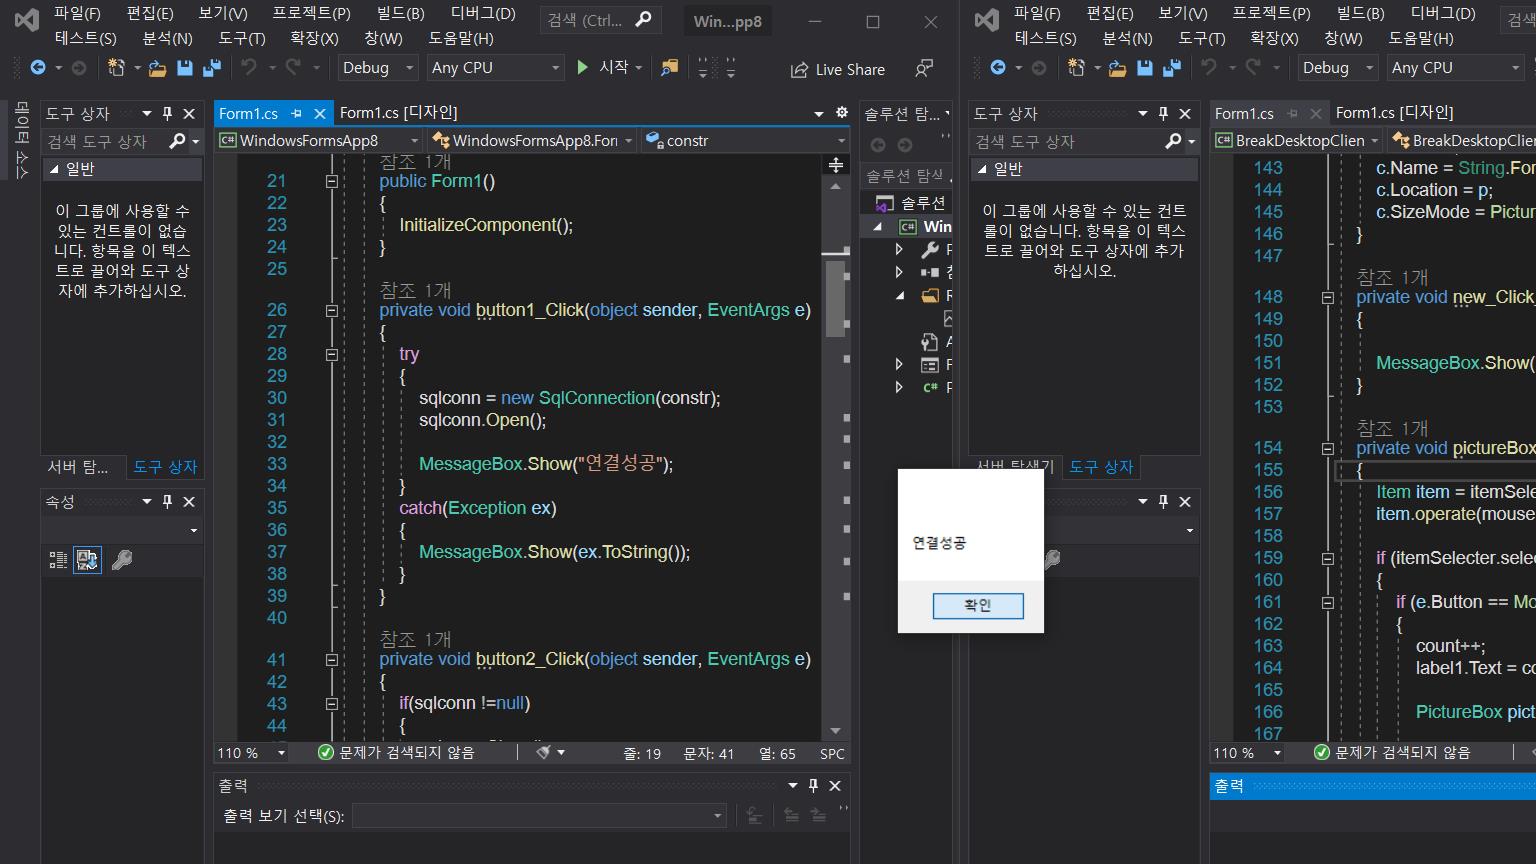 파일(F) 편집(E) 보기(V) 프로젝트(P) 빌드(B) 디버그(D) 검색 (Ctrl... Win...pp8
테스트(S) 분석(N) 도구(T) 확장(X) 창(W) 도움말(H)
Debug Any CPU 시작 Live Share
데이터 소스
도구 상자
검색 도구 상자
일반
이 그룹에 사용할 수
있는 컨트롤이 없습
니다. 항목을 이 텍스
트로 끌어와 도구 상
자에 추가하십시오.
서버 탐... 도구 상자
속성
Form1.cs Form1.cs [디자인]
WindowsFormsApp8 WindowsFormsApp8.For constr
참조 1개
21 public Form1()
22 {
23 InitializeComponent();
24 }
25
참조 1개
26 private void button1_Click(object sender, EventArgs e)
27 {
28 try
29 {
30 sqlconn = new SqlConnection(constr);
31 sqlconn.Open();
32
33 MessageBox.Show("연결성공");
34 }
35 catch(Exception ex)
36 {
37 MessageBox.Show(ex.ToString());
38 }
39 }
40
참조 1개
41 private void button2_Click(object sender, EventArgs e)
42 {
43 if(sqlconn !=null)
44 {
110 % 문제가 검색되지 않음 줄: 19 문자: 41 열: 65 SPC
출력
출력 보기 선택(S):
솔루션 탐...
솔루션 탐색
솔루션
C# Win
C#
연결성공
확인
파일(F) 편집(E) 보기(V) 프로젝트(P) 빌드(B) 디버그(D) 검색
테스트(S) 분석(N) 도구(T) 확장(X) 창(W) 도움말(H)
Debug Any CPU
도구 상자
검색 도구 상자
일반
이 그룹에 사용할 수 있는 컨트
롤이 없습니다. 항목을 이 텍스
트로 끌어와 도구 상자에 추가
하십시오.
서버 탐색기 도구 상자
Form1.cs Form1.cs [디자인]
BreakDesktopClien BreakDesktopClien
143 c.Name = String.For
144 c.Location = p;
145 c.SizeMode = Pictur
146 }
147
참조 1개
148 private void new_Click_
149 {
150
151 MessageBox.Show(
152 }
153
참조 1개
154 private void pictureBox
155 {
156 Item item = itemSele
157 item.operate(mouse
158
159 if (itemSelecter.selec
160 {
161 if (e.Button == Mo
162 {
163 count++;
164 label1.Text = co
165
166 PictureBox pict
167
110 % 문제가 검색되지 않음
출력